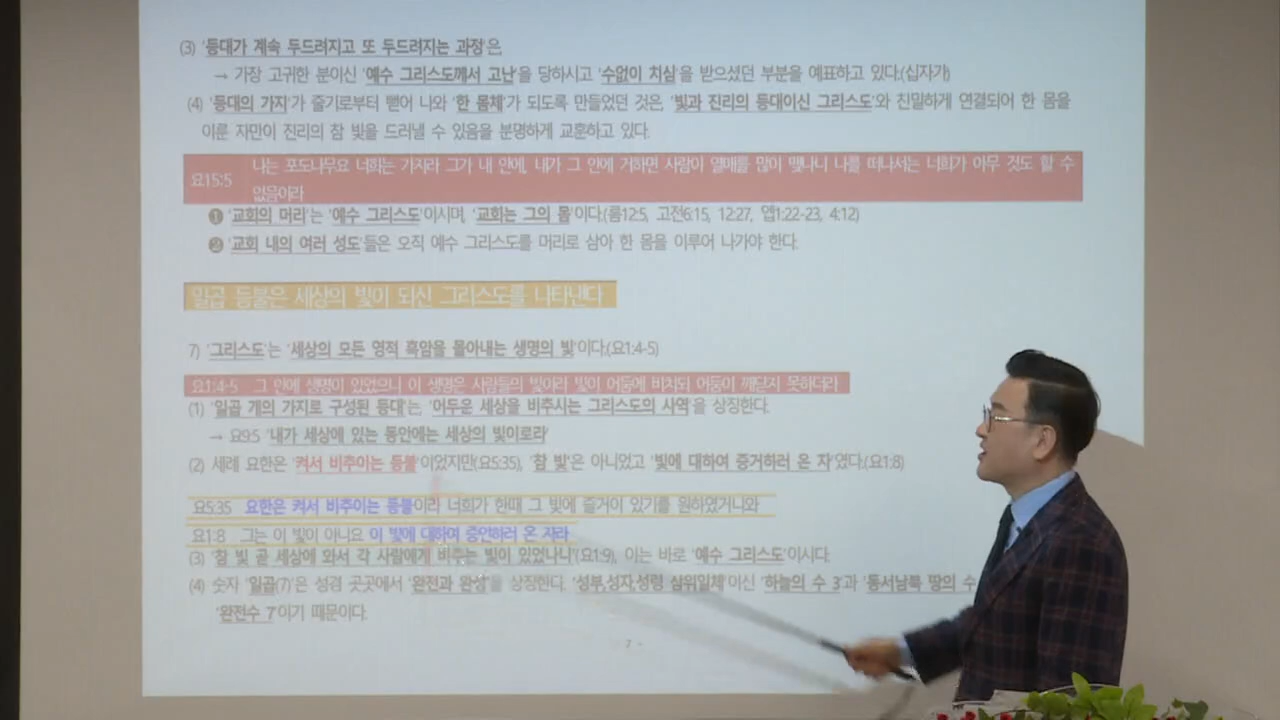 (3) '등대가 계속 두드려지고 또 두드려지는 과정'은,
→ 가장 고귀한 분이신 '예수 그리스도께서 고난'을 당하시고 '수없이 치심'을 받으셨던 부분을 예표하고 있다.(십자가)
(4) '등대의 가지'가 줄기로부터 뻗어 나와 '한 몸체'가 되도록 만들었던 것은, '빛과 진리의 등대이신 그리스도'와 친밀하게 연결되어 한 몸을
이룬 자만이 진리의 참 빛을 드러낼 수 있음을 분명하게 교훈하고 있다.
요15:5 나는 포도나무요 너희는 가지라 그가 내 안에, 내가 그 안에 거하면 사람이 열매를 많이 맺나니 나를 떠나서는 너희가 아무 것도 할 수
없음이라
❶ '교회의 머리'는 '예수 그리스도'이시며, '교회는 그의 몸'이다.(롬12:5, 고전6:15, 12:27, 엡1:22-23, 4:12)
❷ '교회 내의 여러 성도'들은 오직 예수 그리스도를 머리로 삼아 한 몸을 이루어 나가야 한다.
일곱 등불은 세상의 빛이 되신 그리스도를 나타낸다
7) '그리스도'는 '세상의 모든 영적 흑암을 몰아내는 생명의 빛'이다.(요1:4-5)
요1:4-5 그 안에 생명이 있었으니 이 생명은 사람들의 빛이라 빛이 어둠에 비치되 어둠이 깨닫지 못하더라
(1) '일곱 개의 가지로 구성된 등대'는, '어두운 세상을 비추시는 그리스도의 사역'을 상징한다.
→ 요9:5 '내가 세상에 있는 동안에는 세상의 빛이로라'
(2) 세례 요한은 '켜서 비추이는 등불'이었지만(요5:35), '참 빛'은 아니었고 '빛에 대하여 증거하러 온 자'였다.(요1:8)
요5:35 요한은 켜서 비추이는 등불이라 너희가 한때 그 빛에 즐거이 있기를 원하였거니와
요1:8 그는 이 빛이 아니요 이 빛에 대하여 증언하러 온 자라
(3) '참 빛 곧 세상에 와서 각 사람에게 비추는 빛이 있었나니'(요1:9), 이는 바로 '예수 그리스도'이시다.
(4) 숫자 '일곱(7)'은 성경 곳곳에서 '완전과 완성'을 상징한다. '성부,성자,성령 삼위일체'이신 '하늘의 수 3'과 '동서남북 땅의 수
'완전수 7'이기 때문이다.
7 -